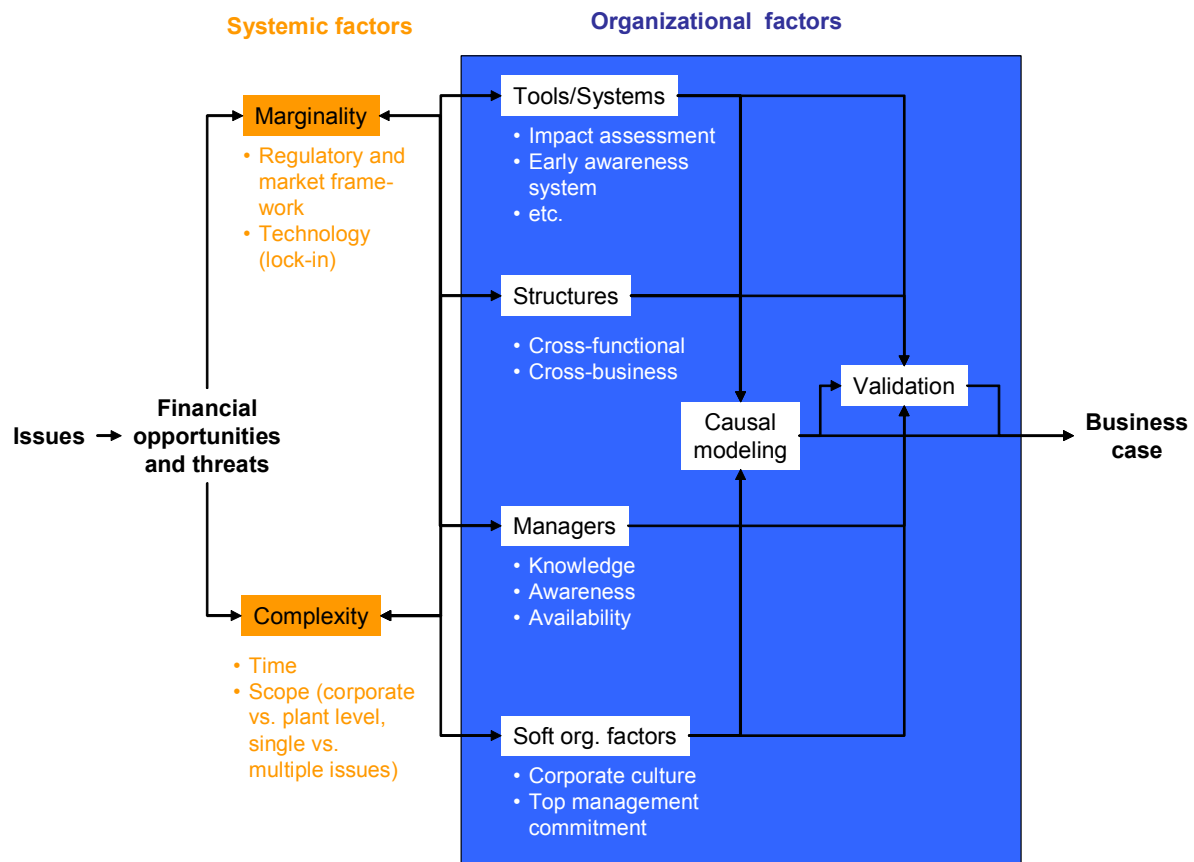 Systemic factors
Organizational factors
Marginality
• Regulatory and
market frame-
work
• Technology
(lock-in)
Tools/Systems
• Impact assessment
• Early awareness
system
• etc.
Structures
• Cross-functional
• Cross-business
Issues
Financial
opportunities
and threats
Causal
modeling
Validation
Business
case
Managers
• Knowledge
• Awareness
• Availability
Complexity
• Time
• Scope (corporate
vs. plant level,
single vs.
multiple issues)
Soft org. factors
• Corporate culture
• Top management
commitment